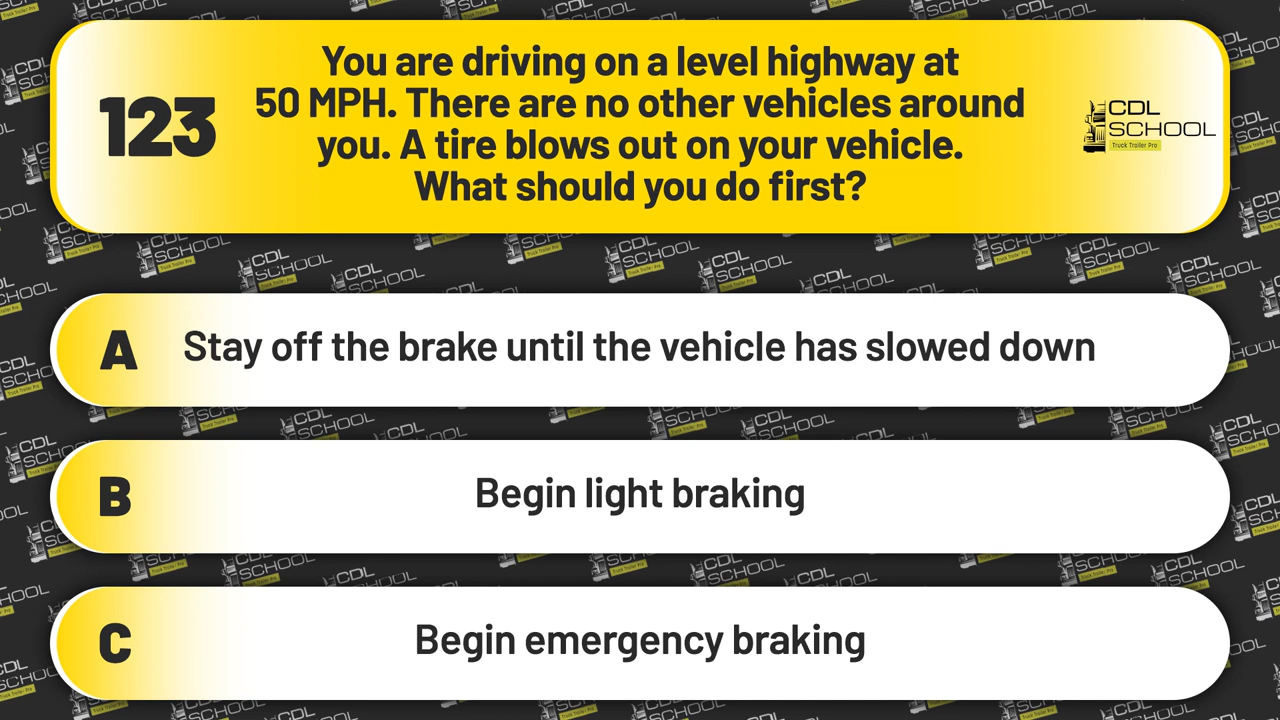 You are driving on a level highway at
50 MPH. There are no other vehicles around
you. A tire blows out on your vehicle.
What should you do first?
123
CDL
SCHOOL
Truck Trailer Pro
A Stay off the brake until the vehicle has slowed down
B Begin light braking
C Begin emergency braking